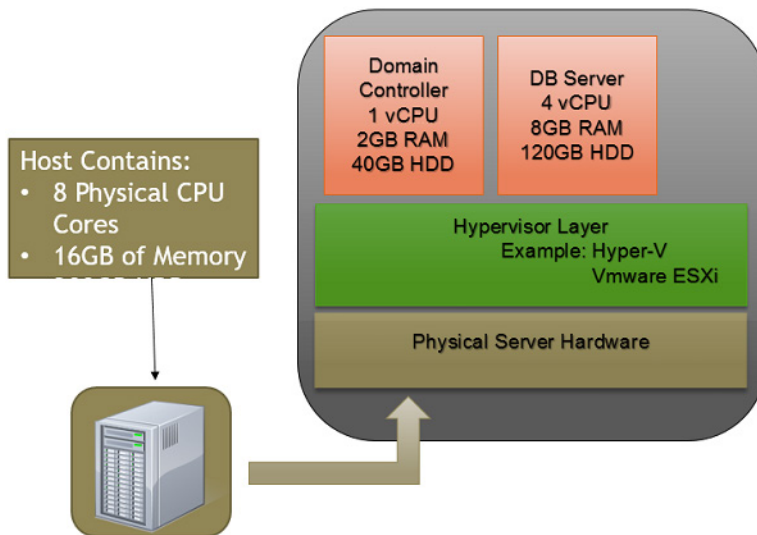 Domain
Controller
1 vCPU
2GB RAM
40GB HDD
DB Server
4 vCPU
8GB RAM
120GB HDD
Host Contains:
• 8 Physical CPU
Cores
• 16GB of Memory
Hypervisor Layer
Example: Hyper-V
Vmware ESXi
Physical Server Hardware